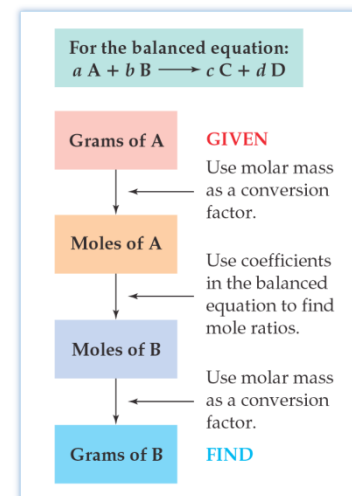 For the balanced equation:
a A + b B ⟶ c C + d D
Grams of A
GIVEN
Use molar mass
as a conversion
factor.
Moles of A
Use coefficients
in the balanced
equation to find
mole ratios.
Moles of B
Use molar mass
as a conversion
factor.
Grams of B
FIND